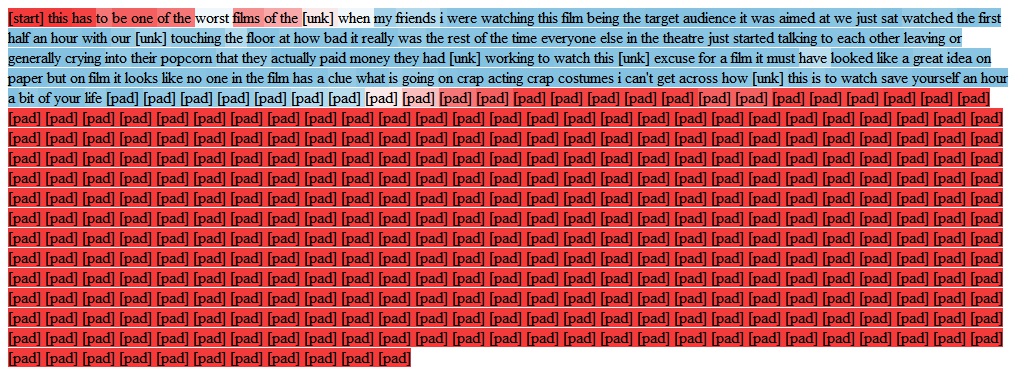 [start] this has to be one of the worst films of the [unk] when my friends i were watching this film being the target audience it was aimed at we just sat watched the first
half an hour with our [unk] touching the floor at how bad it really was the rest of the time everyone else in the theatre just started talking to each other leaving or
generally crying into their popcorn that they actually paid money they had [unk] working to watch this [unk] excuse for a film it must have looked like a great idea on
paper but on film it looks like no one in the film has a clue what is going on crap acting crap costumes i can't get across how [unk] this is to watch save yourself an hour
a bit of your life [pad] [pad] [pad] [pad] [pad] [pad] [pad] [pad] [pad] [pad] [pad] [pad] [pad] [pad] [pad] [pad] [pad] [pad] [pad] [pad] [pad] [pad] [pad] [pad]
[pad] [pad] [pad] [pad] [pad] [pad] [pad] [pad] [pad] [pad] [pad] [pad] [pad] [pad] [pad] [pad] [pad] [pad] [pad] [pad] [pad] [pad] [pad] [pad] [pad] [pad] [pad]
[pad] [pad] [pad] [pad] [pad] [pad] [pad] [pad] [pad] [pad] [pad] [pad] [pad] [pad] [pad] [pad] [pad] [pad] [pad] [pad] [pad] [pad] [pad] [pad] [pad] [pad] [pad]
[pad] [pad] [pad] [pad] [pad] [pad] [pad] [pad] [pad] [pad] [pad] [pad] [pad] [pad] [pad] [pad] [pad] [pad] [pad] [pad] [pad] [pad] [pad] [pad] [pad] [pad] [pad]
[pad] [pad] [pad] [pad] [pad] [pad] [pad] [pad] [pad] [pad] [pad] [pad] [pad] [pad] [pad] [pad] [pad] [pad] [pad] [pad] [pad] [pad] [pad] [pad] [pad] [pad] [pad]
[pad] [pad] [pad] [pad] [pad] [pad] [pad] [pad] [pad] [pad] [pad] [pad] [pad] [pad] [pad] [pad] [pad] [pad] [pad] [pad] [pad] [pad] [pad] [pad] [pad] [pad] [pad]
[pad] [pad] [pad] [pad] [pad] [pad] [pad] [pad] [pad] [pad] [pad] [pad] [pad] [pad] [pad] [pad] [pad] [pad] [pad] [pad] [pad] [pad] [pad] [pad] [pad] [pad] [pad]
[pad] [pad] [pad] [pad] [pad] [pad] [pad] [pad] [pad] [pad] [pad] [pad] [pad] [pad] [pad] [pad] [pad] [pad] [pad] [pad] [pad] [pad] [pad] [pad] [pad] [pad] [pad]
[pad] [pad] [pad] [pad] [pad] [pad] [pad] [pad] [pad] [pad] [pad] [pad] [pad] [pad] [pad] [pad] [pad] [pad] [pad] [pad] [pad] [pad] [pad] [pad] [pad] [pad] [pad]
[pad] [pad] [pad] [pad] [pad] [pad] [pad] [pad] [pad] [pad] [pad] [pad] [pad] [pad] [pad] [pad] [pad] [pad] [pad] [pad] [pad] [pad] [pad] [pad] [pad] [pad] [pad]
[pad] [pad] [pad] [pad] [pad] [pad] [pad] [pad] [pad] [pad] [pad] [pad] [pad] [pad] [pad] [pad] [pad] [pad] [pad] [pad] [pad] [pad] [pad] [pad] [pad] [pad] [pad]
[pad] [pad] [pad] [pad] [pad] [pad] [pad] [pad] [pad] [pad] [pad] [pad] [pad] [pad] [pad] [pad] [pad] [pad] [pad] [pad] [pad] [pad] [pad] [pad] [pad] [pad] [pad]
[pad] [pad] [pad] [pad] [pad] [pad] [pad] [pad] [pad] [pad] [pad] [pad] [pad] [pad] [pad] [pad] [pad] [pad] [pad] [pad] [pad] [pad] [pad] [pad] [pad] [pad] [pad]
[pad] [pad] [pad] [pad] [pad] [pad] [pad] [pad] [pad] [pad] [pad]